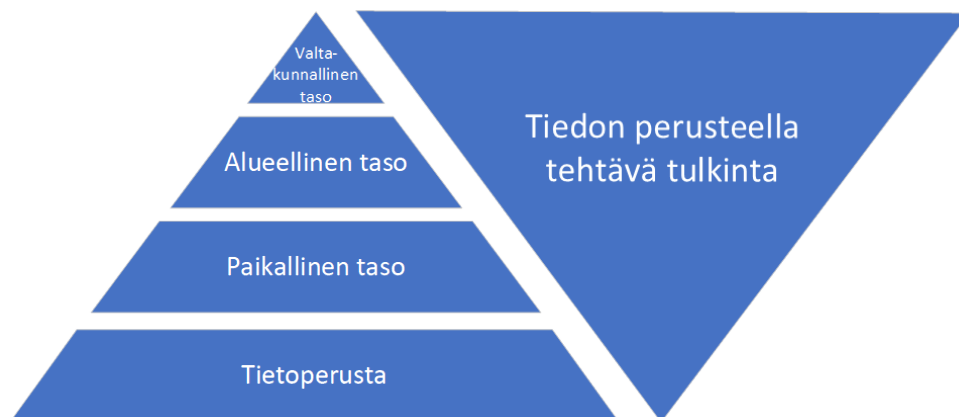 Valta-
kunnallinen
taso
Alueellinen taso
Paikallinen taso
Tietoperusta
Tiedon perusteella
tehtävä tulkinta